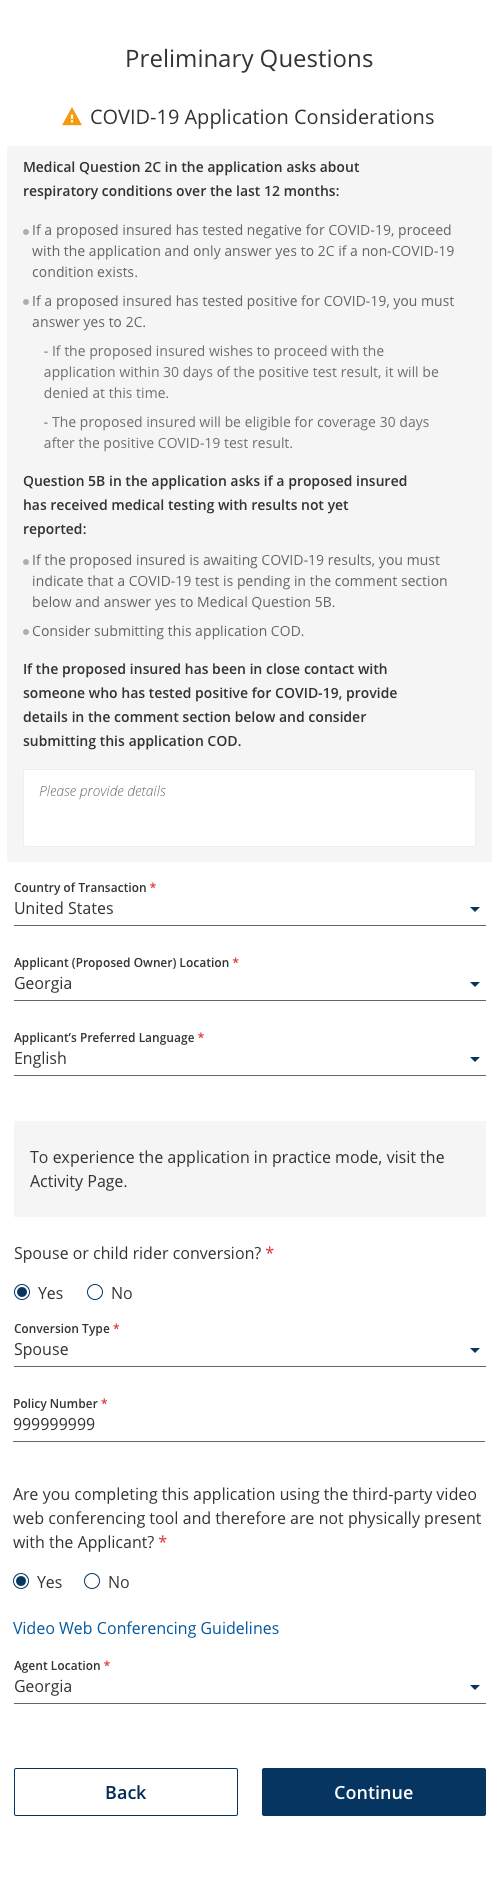 Preliminary Questions
COVID-19 Application Considerations
Medical Question 2C in the application asks about
respiratory conditions over the last 12 months:
If a proposed insured has tested negative for COVID-19, proceed
with the application and only answer yes to 2C if a non-COVID-19
condition exists.
If a proposed insured has tested positive for COVID-19, you must
answer yes to 2C.
- If the proposed insured wishes to proceed with the
application within 30 days of the positive test result, it will be
denied at this time.
- The proposed insured will be eligible for coverage 30 days
after the positive COVID-19 test result.
Question 5B in the application asks if a proposed insured
has received medical testing with results not yet
reported:
If the proposed insured is awaiting COVID-19 results, you must
indicate that a COVID-19 test is pending in the comment section
below and answer yes to Medical Question 5B.
Consider submitting this application COD.
If the proposed insured has been in close contact with
someone who has tested positive for COVID-19, provide
details in the comment section below and consider
submitting this application COD.
Please provide details
Country of Transaction *
United States
Applicant (Proposed Owner) Location *
Georgia
Applicant’s Preferred Language *
English
To experience the application in practice mode, visit the
Activity Page.
Spouse or child rider conversion? *
Yes No
Conversion Type *
Spouse
Policy Number *
999999999
Are you completing this application using the third-party video
web conferencing tool and therefore are not physically present
with the Applicant? *
Yes No
Video Web Conferencing Guidelines
Agent Location *
Georgia
Back Continue